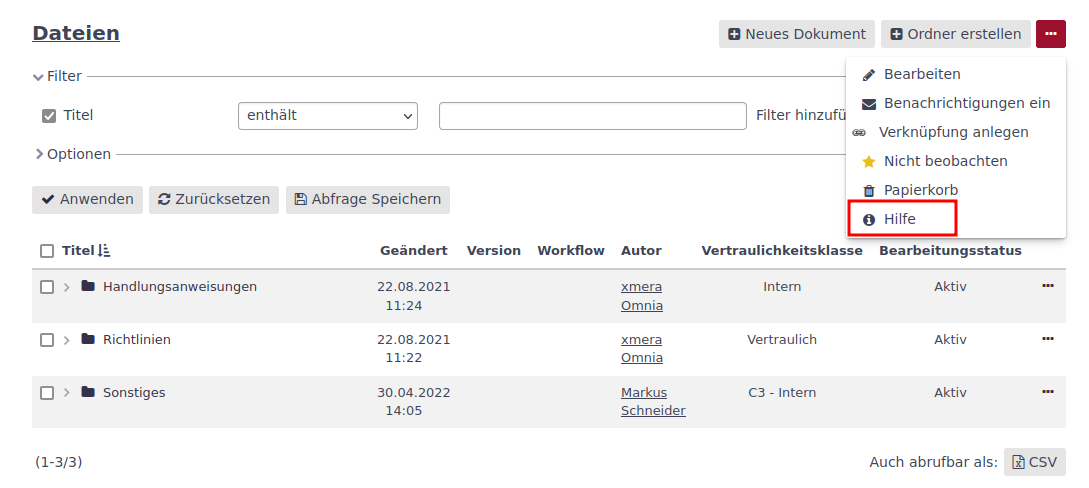 Dateien
Neues Dokument
Ordner erstellen
Filter
Bearbeiten
Benachrichtigungen ein
Titel
enthält
Filter hinzufü
Verknüpfung anlegen
Optionen
Nicht beobachten
Papierkorb
Anwenden
Zurücksetzen
Abfrage Speichern
Hilfe
Titel Geändert Version Workflow Autor Vertraulichkeitsklasse Bearbeitungsstatus
Handlungsanweisungen 22.08.2021 xmera Intern Aktiv
11:24 Omnia
Richtlinien 22.08.2021 xmera Vertraulich Aktiv
11:22 Omnia
Sonstiges 30.04.2022 Markus C3 - Intern Aktiv
14:05 Schneider
(1-3/3)
Auch abrufbar als: CSV